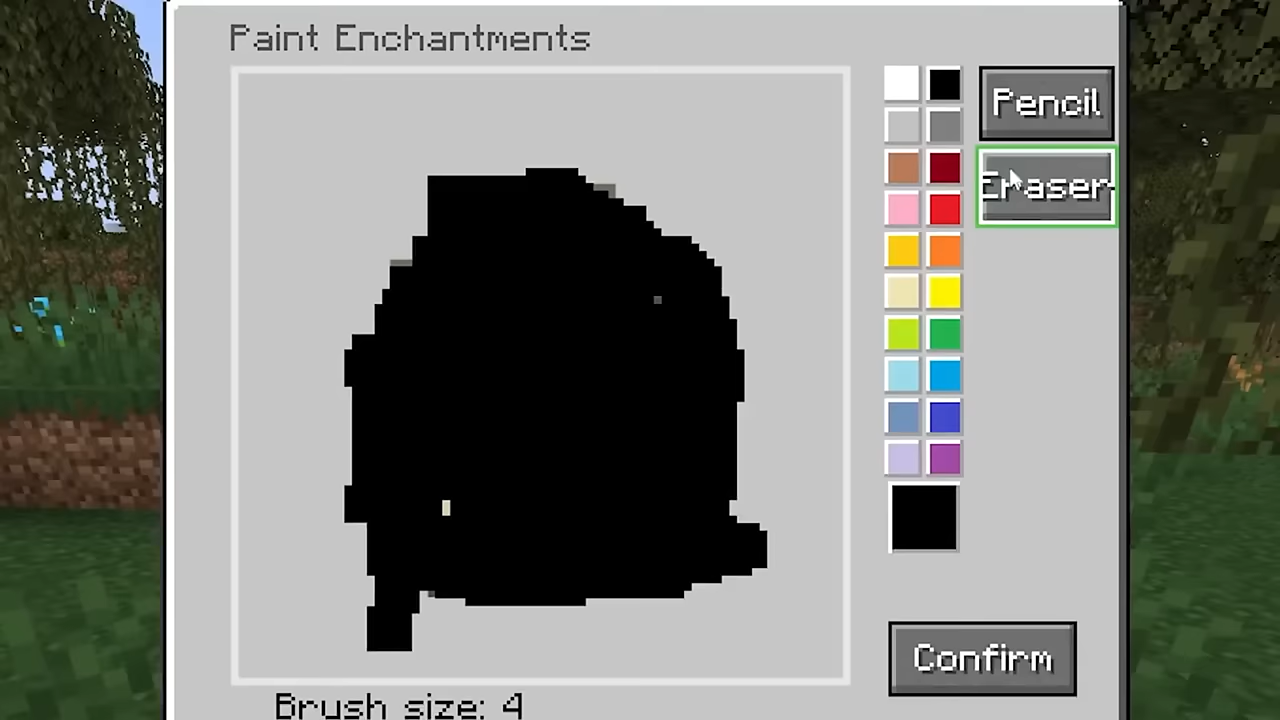 Paint Enchantments
Pencil
Eraser
Confirm
Brush size: 4